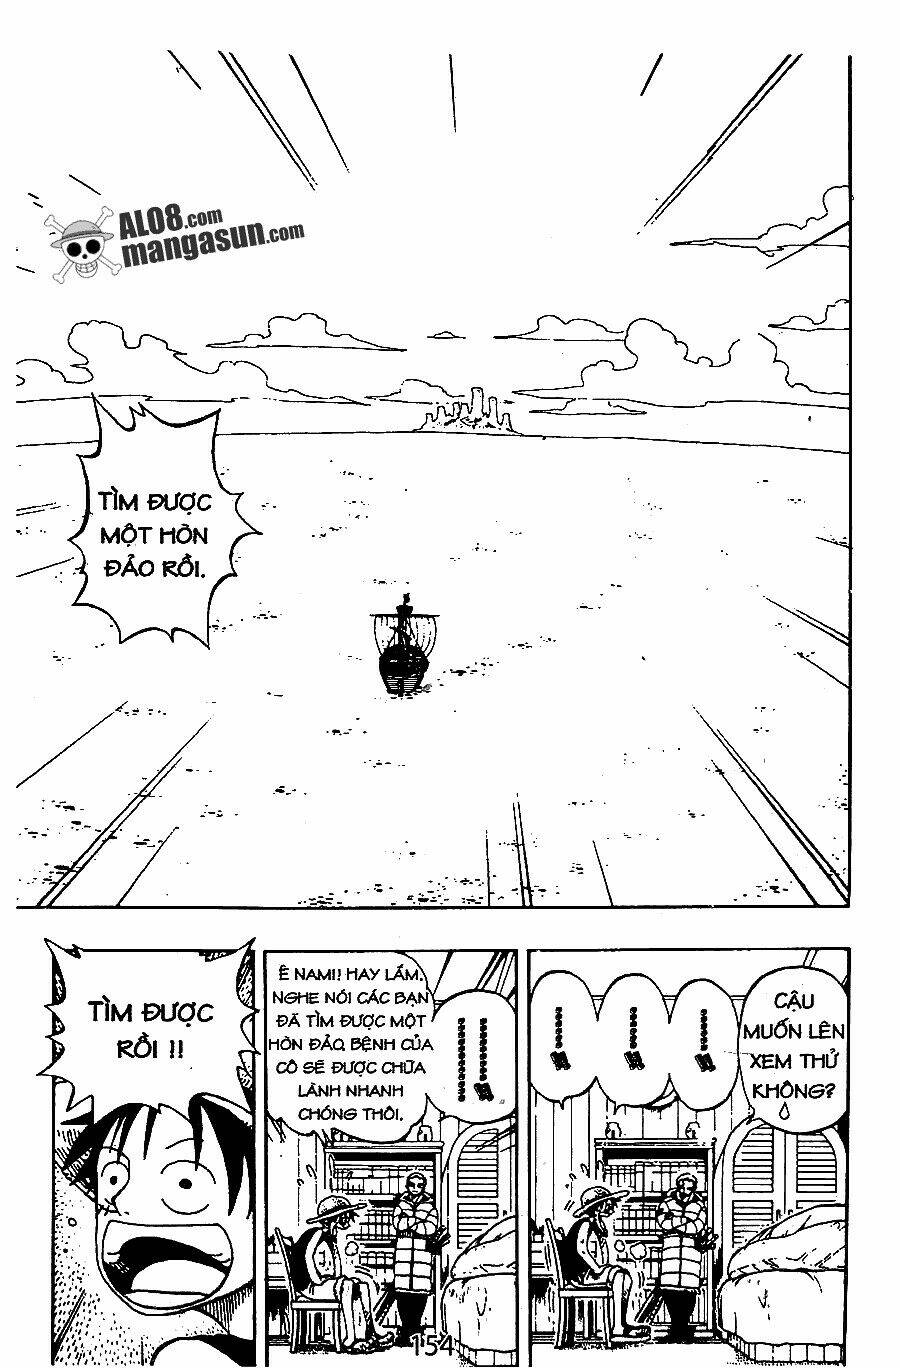 AL08.com
mangasun.com
TÌM ĐƯỢC
MỘT HÒN
ĐẢO RỒI.
CẬU
MUỐN LÊN
XEM THỬ
KHÔNG?
Ê NAMI!! HAY LẮM.
NGHE NÓI CÁC BẠN
ĐÃ TÌM ĐƯỢC MỘT
HÒN ĐẢO. BỆNH CỦA
CÔ SẼ ĐƯỢC CHỮA
LÀNH NHANH
CHÓNG THÔI.
TÌM ĐƯỢC
RỒI !!
154